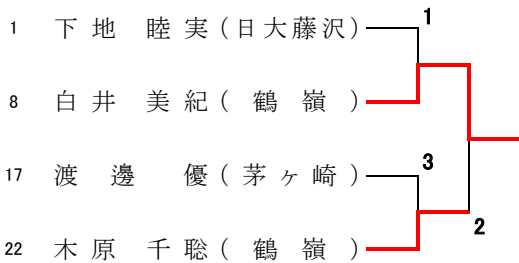 1 下地 睦実(日大藤沢) 1
8 白井 美紀(鶴嶺)
17 渡邊 優(茅ヶ崎) 3
2
22 木原 千聡(鶴嶺)